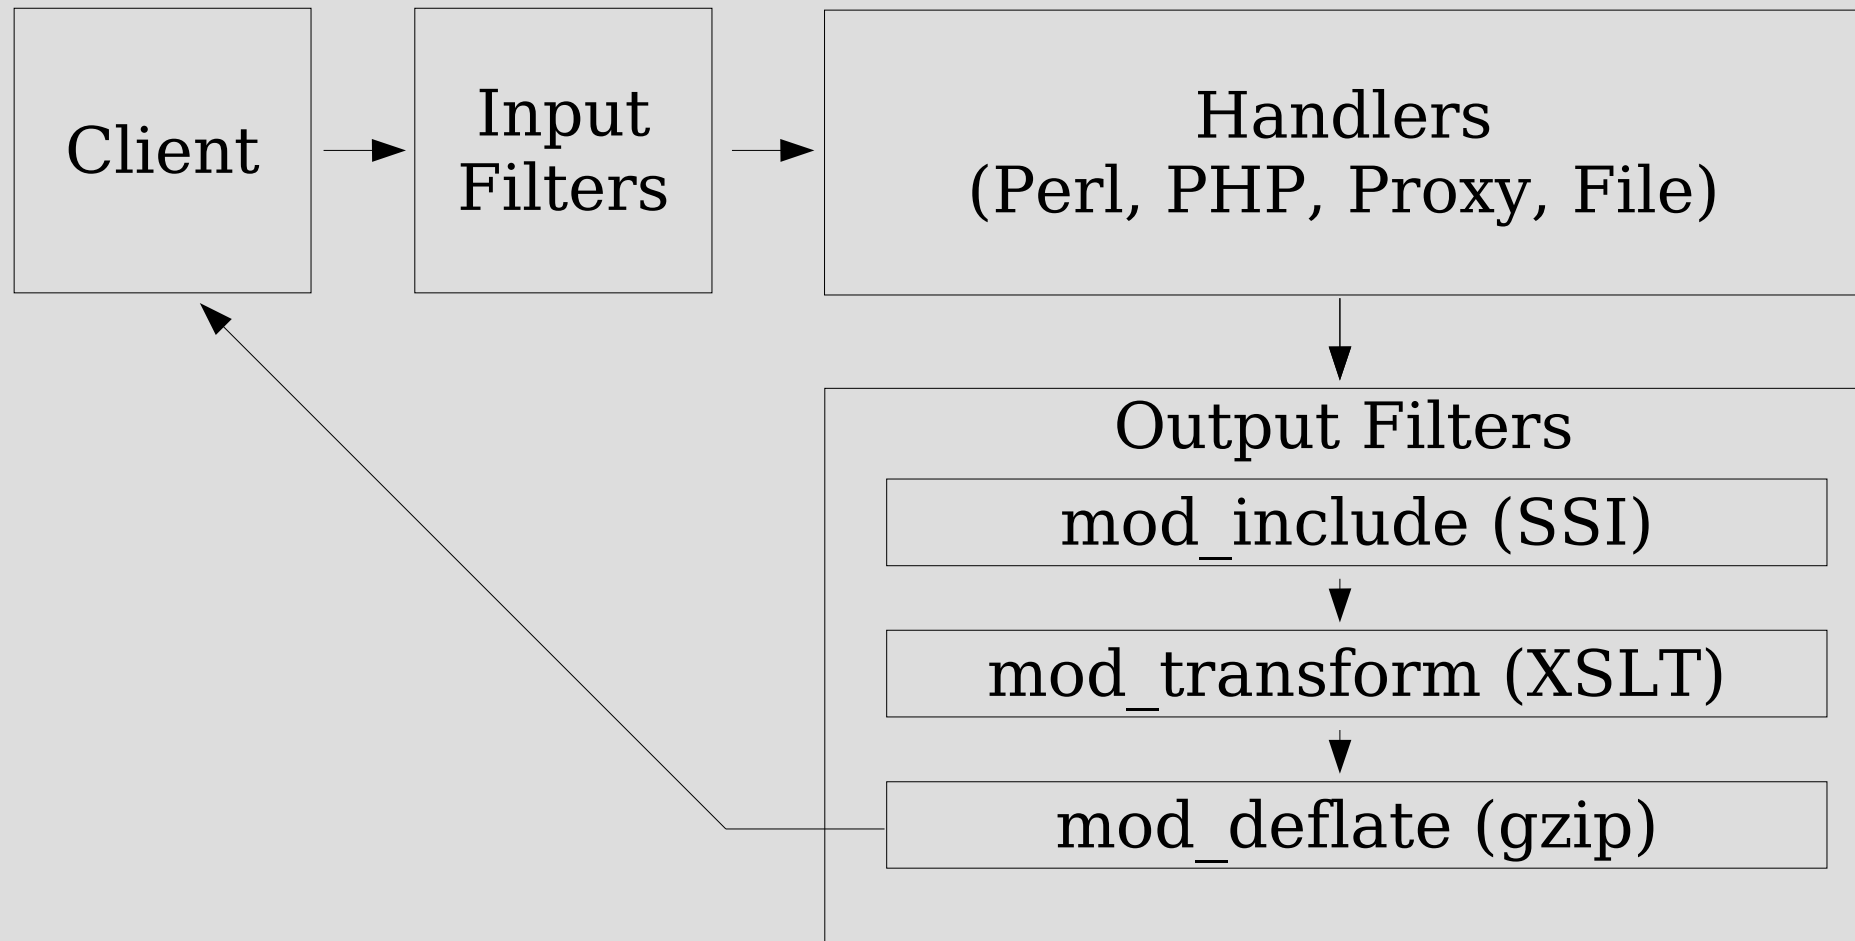 Client
Input
Filters
Handlers
(Perl, PHP, Proxy, File)
Output Filters
mod_include (SSI)
mod_transform (XSLT)
mod_deflate (gzip)